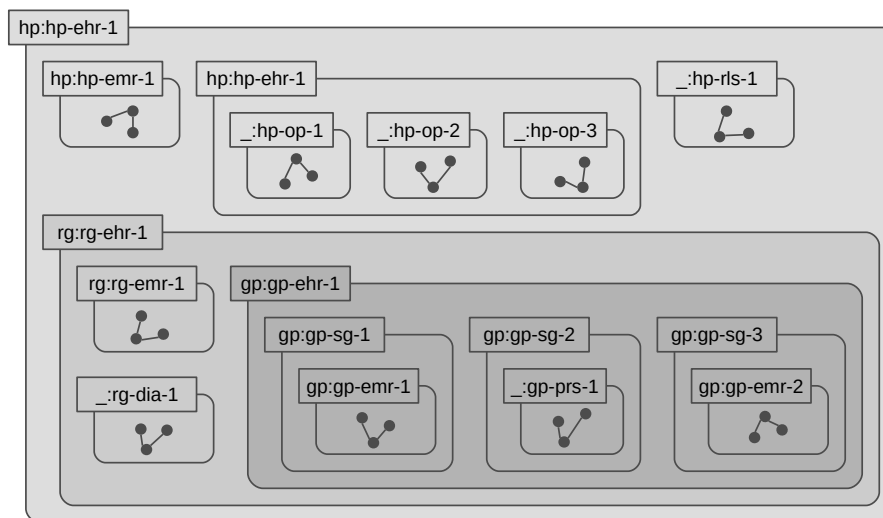 hp:hp-ehr-1
hp:hp-emr-1
hp:hp-ehr-1
_:hp-rls-1
_:hp-op-1
_:hp-op-2
_:hp-op-3
rg:rg-ehr-1
rg:rg-emr-1
gp:gp-ehr-1
gp:gp-sg-1
gp:gp-sg-2
gp:gp-sg-3
_:rg-dia-1
gp:gp-emr-1
_:gp-prs-1
gp:gp-emr-2